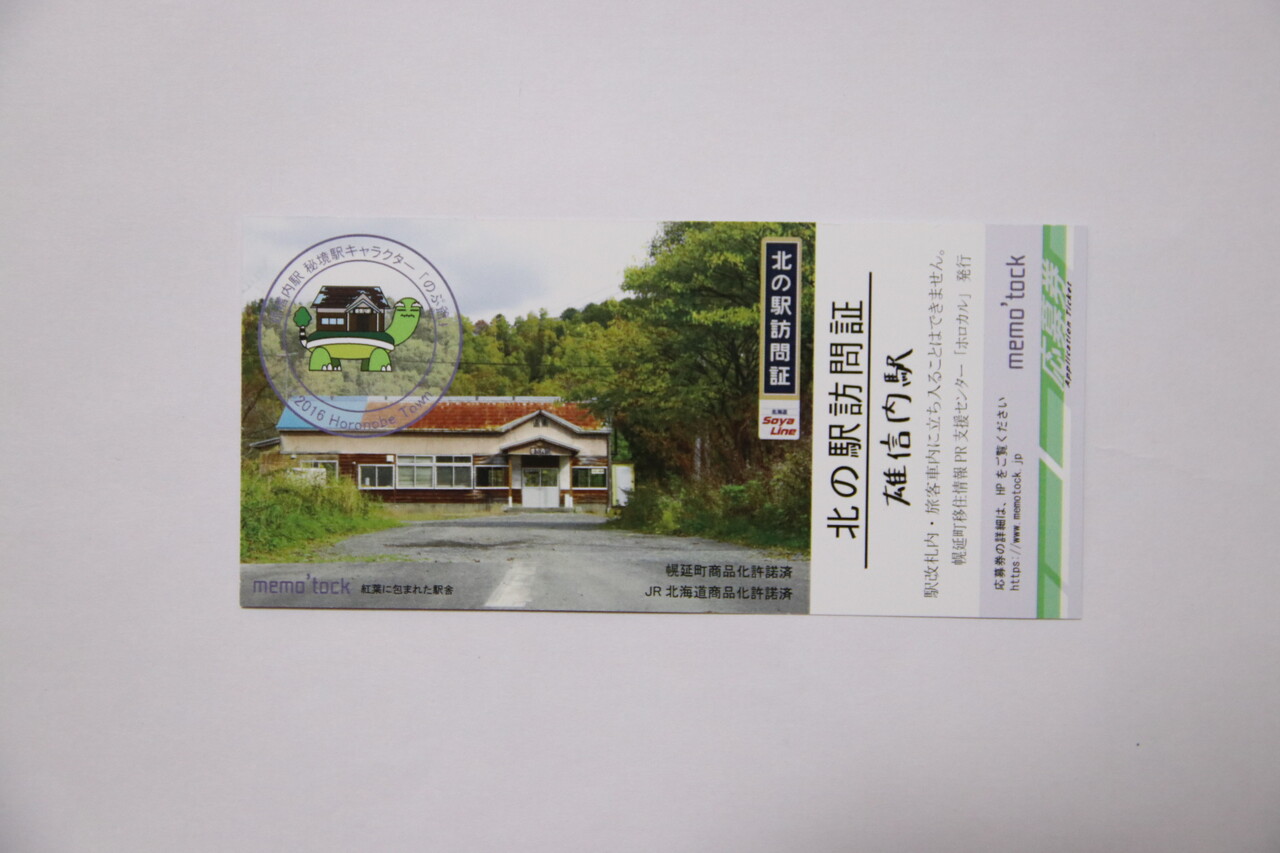 内駅 秘境駅キャラクター「のぶ
2016 Horonobe Town
北の駅訪問証
北海道
Soya
Line
memo'tock 紅葉に包まれた駅舎
幌延町商品化許諾済
JR 北海道商品化許諾済
北の駅訪問証
雄信内駅
駅改札内・旅客車内に立ち入ることはできません。
幌延町移住情報 PR 支援センター「ホロカル」 発行
memo'tock
応募券の詳細は、HP をご覧ください
https://www.memotock.jp
応募券
Application Ticket